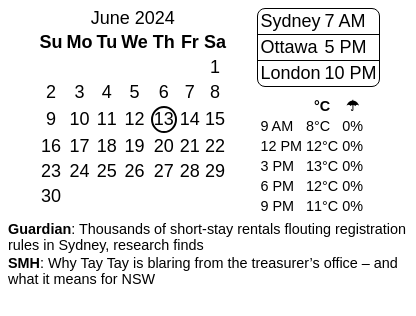 June 2024
Su Mo Tu We Th Fr Sa
1
2 3 4 5 6 7 8
9 10 11 12 13 14 15
16 17 18 19 20 21 22
23 24 25 26 27 28 29
30
Sydney 7 AM
Ottawa 5 PM
London 10 PM
°C ☂
9 AM 8°C 0%
12 PM 12°C 0%
3 PM 13°C 0%
6 PM 12°C 0%
9 PM 11°C 0%
Guardian: Thousands of short-stay rentals flouting registration
rules in Sydney, research finds
SMH: Why Tay Tay is blaring from the treasurer's office – and
what it means for NSW